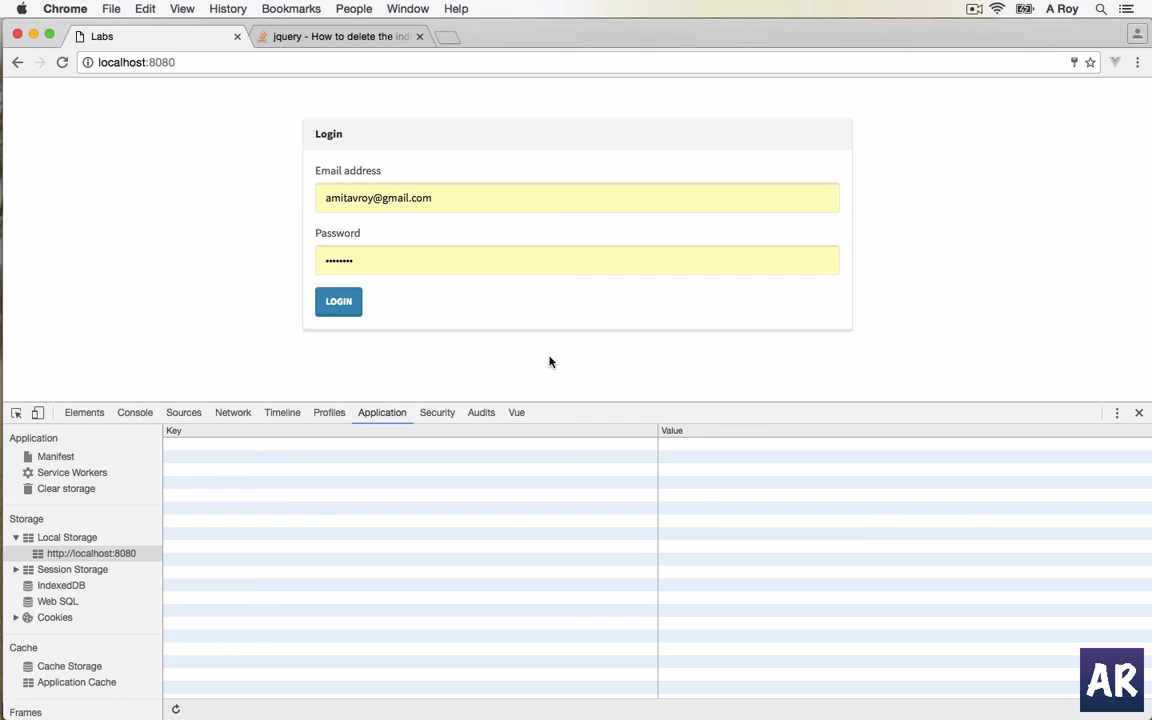 Chrome File Edit View History Bookmarks People Window Help A Roy
Labs jquery - How to delete the ind
localhost:8080
Login
Email address
amitavroy@gmail.com
Password
••••••••
LOGIN
Elements Console Sources Network Timeline Profiles Application Security Audits Vue
Application
Manifest
Service Workers
Clear storage
Storage
Local Storage
http://localhost:8080
Session Storage
IndexedDB
Web SQL
Cookies
Cache
Cache Storage
Application Cache
Frames
Key Value
AR